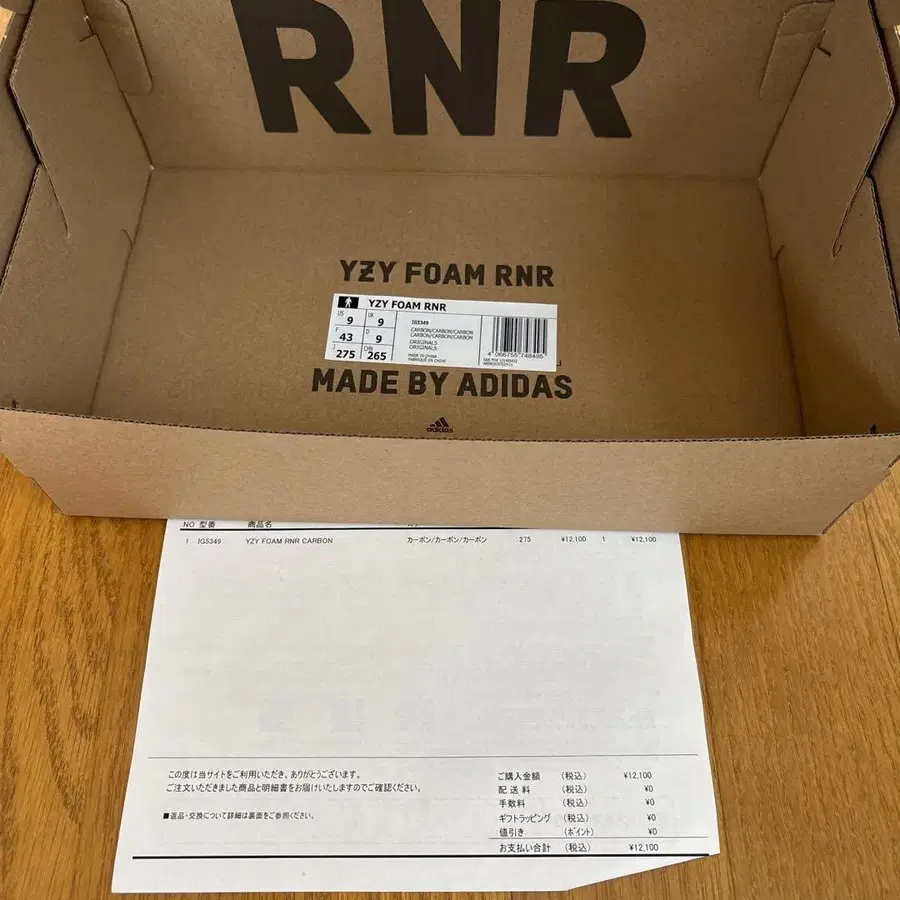 RNR
YZY FOAM RNR
YZY FOAM RNR
US 9 UK 9
F 43 D 9
J 275 CHN 265
IG5349
CARBON/CARBON/CARBON
CARBON/CARBON/CARBON
ORIGINALS
ORIGINALS
MADE IN CHINA
FABRIQUE EN CHINE
4 066755 748495
MADE BY ADIDAS
adidas
NO 型番 商品名
1 IG5349 YZY FOAM RNR CARBON カーボン/カーボン/カーボン 275 ¥12,100 1 ¥12,100
この度は当サイトをご利用いただき、ありがとうございます。
ご注文いただきました商品と明細書をお届けいたしますのでご確認ください。
■返品・交換について詳細は裏面をご参照ください。
ご購入金額 (税込) ¥12,100
配送料 (税込) ¥0
手数料 (税込) ¥0
ギフトラッピング (税込) ¥0
値引き (ポイント) ¥0
お支払い合計 (税込) ¥12,100